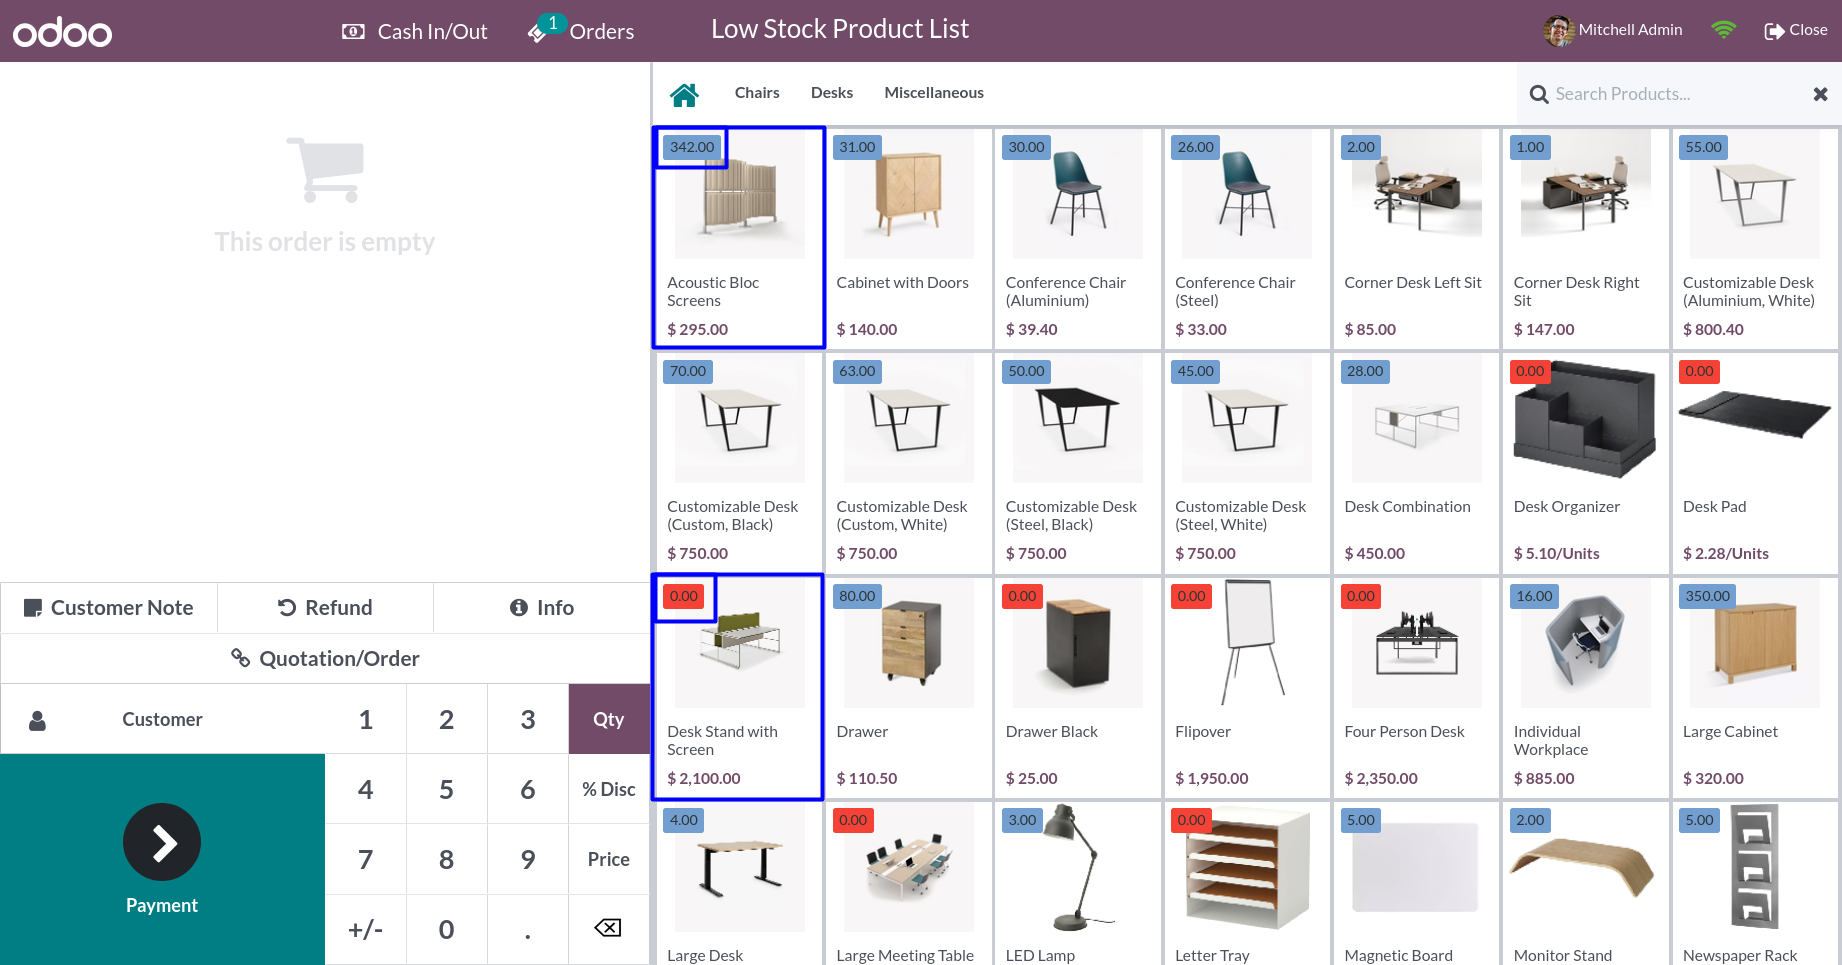 odoo
Cash In/Out
1
Orders
Low Stock Product List
Mitchell Admin
Close
Chairs
Desks
Miscellaneous
Search Products...
This order is empty
342.00
Acoustic Bloc
Screens
$ 295.00
31.00
Cabinet with Doors
$ 140.00
30.00
Conference Chair
(Aluminium)
$ 39.40
26.00
Conference Chair
(Steel)
$ 33.00
2.00
Corner Desk Left Sit
$ 85.00
1.00
Corner Desk Right
Sit
$ 147.00
55.00
Customizable Desk
(Aluminium, White)
$ 800.40
70.00
Customizable Desk
(Custom, Black)
$ 750.00
63.00
Customizable Desk
(Custom, White)
$ 750.00
50.00
Customizable Desk
(Steel, Black)
$ 750.00
45.00
Customizable Desk
(Steel, White)
$ 750.00
28.00
Desk Combination
$ 450.00
0.00
Desk Organizer
$ 5.10/Units
0.00
Desk Pad
$ 2.28/Units
0.00
Desk Stand with
Screen
$ 2,100.00
80.00
Drawer
$ 110.50
0.00
Drawer Black
$ 25.00
0.00
Flipover
$ 1,950.00
0.00
Four Person Desk
$ 2,350.00
16.00
Individual
Workplace
$ 885.00
350.00
Large Cabinet
$ 320.00
4.00
Large Desk
0.00
Large Meeting Table
3.00
LED Lamp
0.00
Letter Tray
5.00
Magnetic Board
2.00
Monitor Stand
5.00
Newspaper Rack
Customer Note
Refund
Info
Quotation/Order
Customer
1
2
3
Qty
4
5
6
% Disc
7
8
9
Price
+/-
0
.
Payment